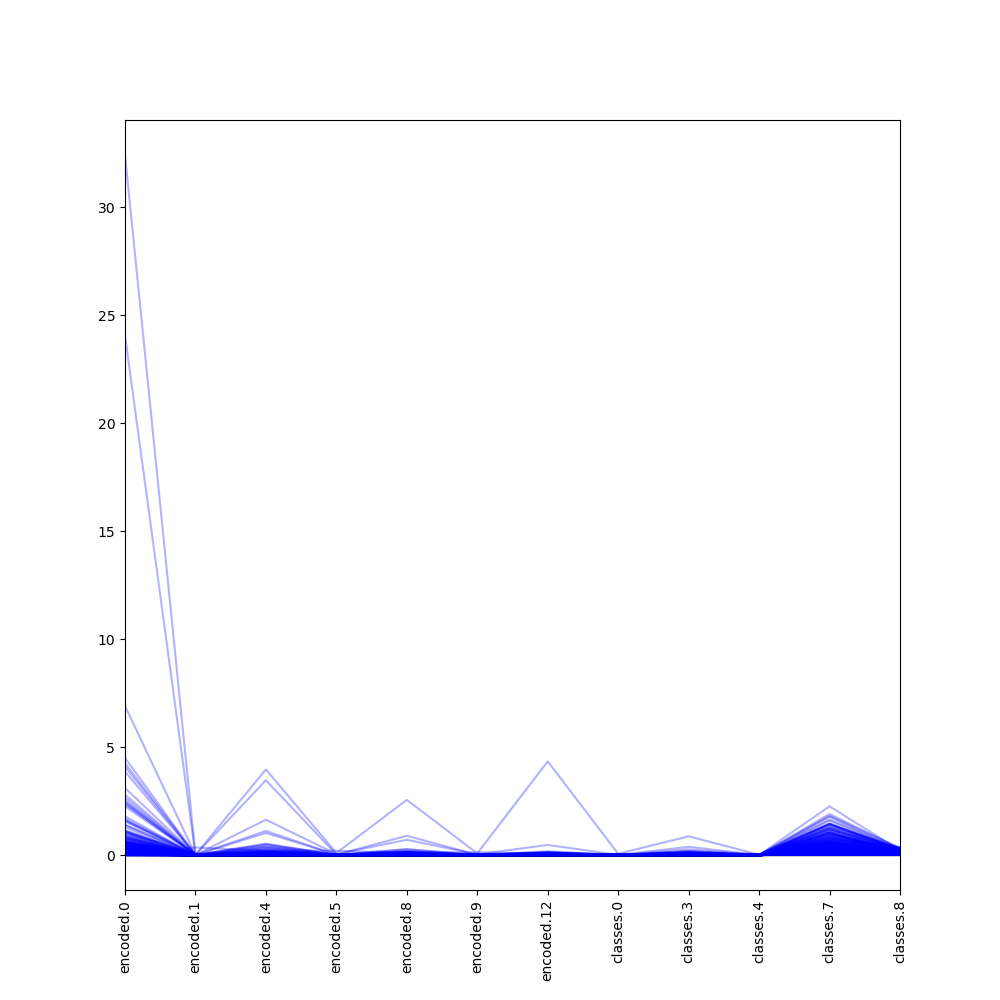 30
25
20
15
10
5
0
encoded.0
encoded.1
encoded.4
encoded.5
encoded.8
encoded.9
encoded.12
classes.0
classes.3
classes.4
classes.7
classes.8